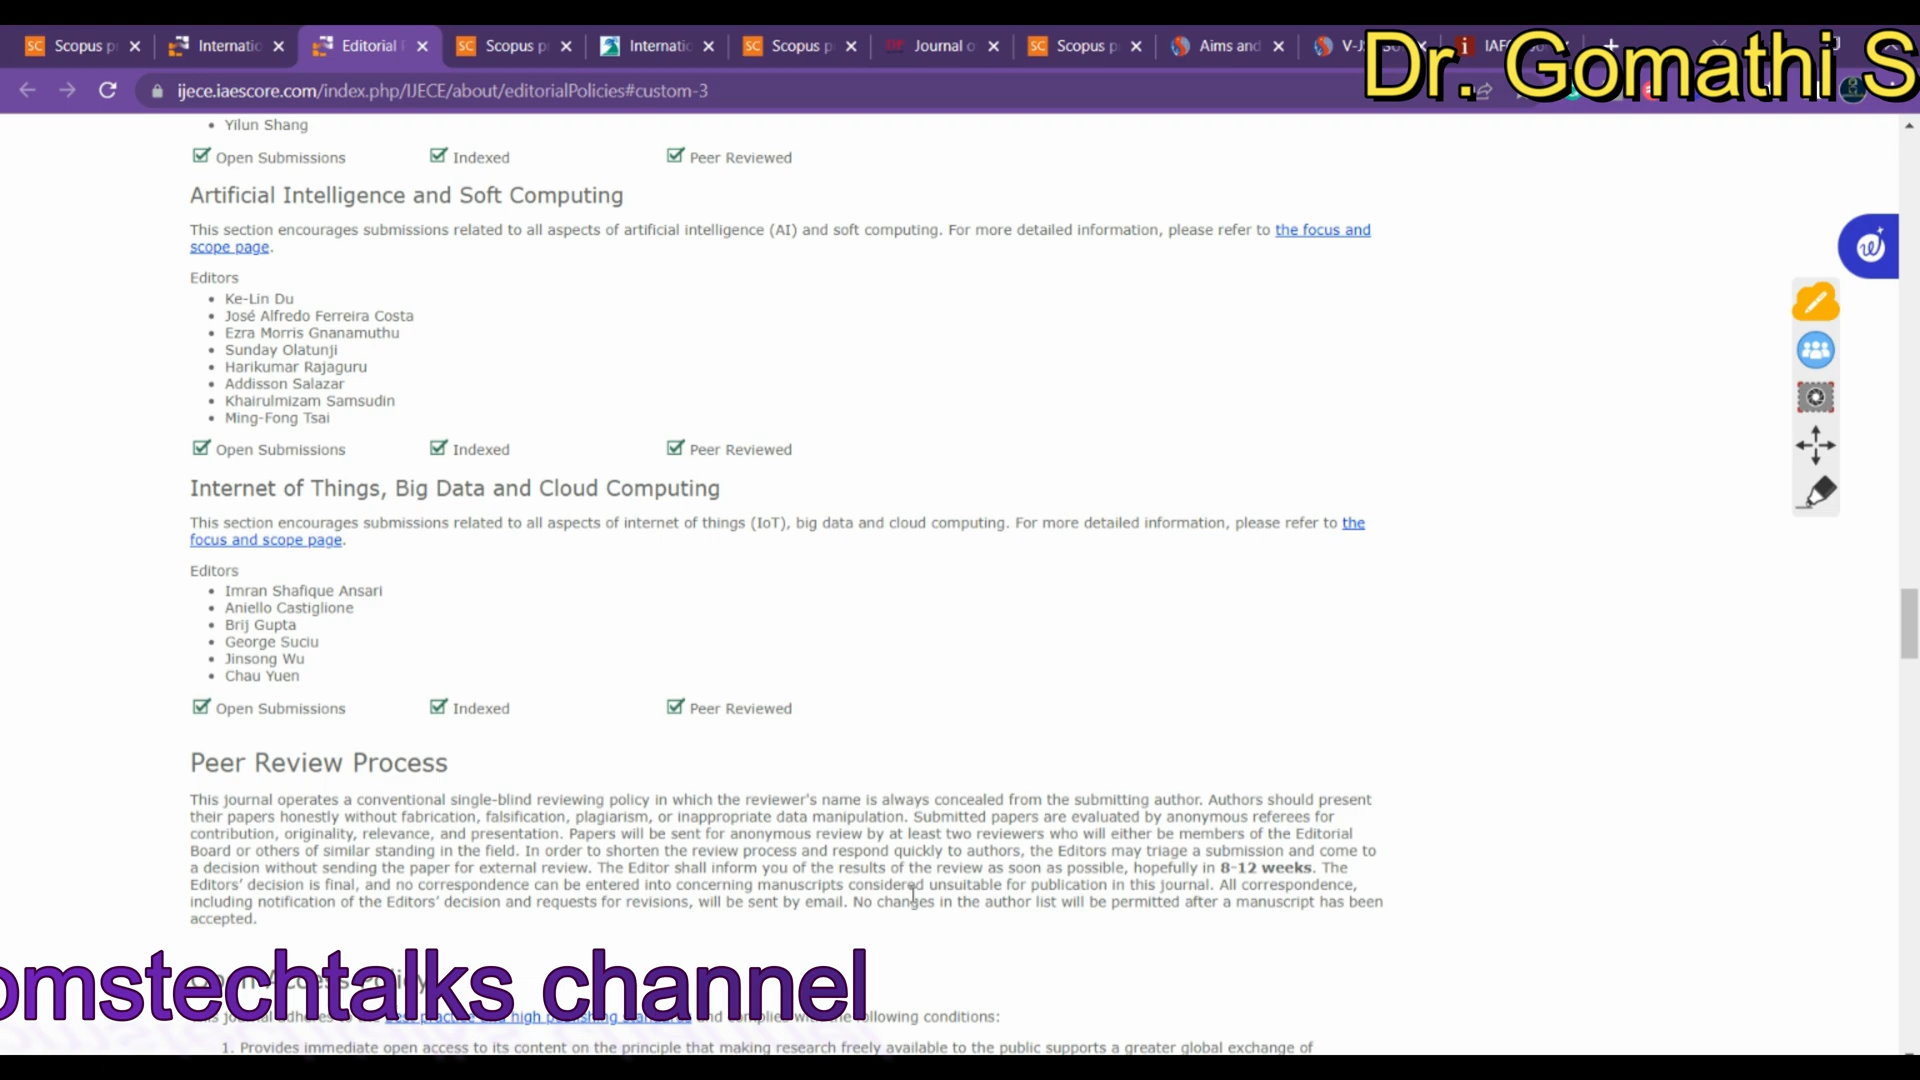 Scopus p
Internatio
Editorial
Scopus p
Internatio
Scopus p
Journal o
Scopus p
Aims and
Dr. Gomathi S
ijece.iaescore.com/index.php/IJECE/about/editorialPolicies#custom-3
• Yilun Shang
Open Submissions Indexed Peer Reviewed
Artificial Intelligence and Soft Computing
This section encourages submissions related to all aspects of artificial intelligence (AI) and soft computing. For more detailed information, please refer to the focus and
scope page.
Editors
• Ke-Lin Du
• José Alfredo Ferreira Costa
• Ezra Morris Gnanamuthu
• Sunday Olatunji
• Harikumar Rajaguru
• Addisson Salazar
• Khairulmizam Samsudin
• Ming-Fong Tsai
Open Submissions Indexed Peer Reviewed
Internet of Things, Big Data and Cloud Computing
This section encourages submissions related to all aspects of internet of things (IoT), big data and cloud computing. For more detailed information, please refer to the
focus and scope page.
Editors
• Imran Shafique Ansari
• Aniello Castiglione
• Brij Gupta
• George Suciu
• Jinsong Wu
• Chau Yuen
Open Submissions Indexed Peer Reviewed
Peer Review Process
This journal operates a conventional single-blind reviewing policy in which the reviewer's name is always concealed from the submitting author. Authors should present
their papers honestly without fabrication, falsification, plagiarism, or inappropriate data manipulation. Submitted papers are evaluated by anonymous referees for
contribution, originality, relevance, and presentation. Papers will be sent for anonymous review by at least two reviewers who will either be members of the Editorial
Board or others of similar standing in the field. In order to shorten the review process and respond quickly to authors, the Editors may triage a submission and come to
a decision without sending the paper for external review. The Editor shall inform you of the results of the review as soon as possible, hopefully in 8-12 weeks. The
Editors' decision is final, and no correspondence can be entered into concerning manuscripts considered unsuitable for publication in this journal. All correspondence,
including notification of the Editors' decision and requests for revisions, will be sent by email. No changes in the author list will be permitted after a manuscript has been
accepted.
omstechtalks channel
high publishing standards and complies with the following conditions:
1. Provides immediate open access to its content on the principle that making research freely available to the public supports a greater global exchange of